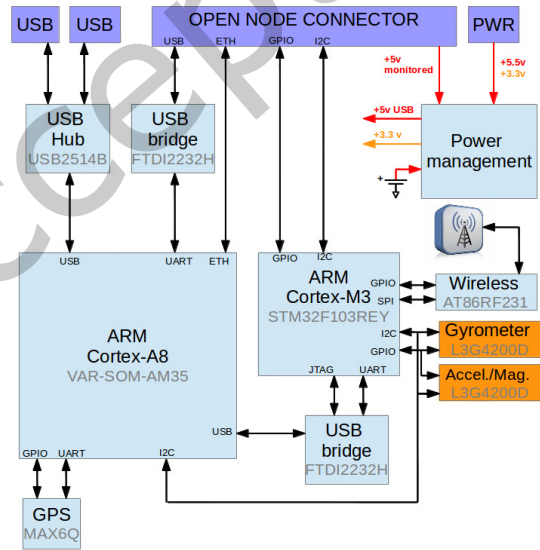 USB
USB
OPEN NODE CONNECTOR
PWR
USB
ETH
GPIO
I2C
+5v
monitored
+5.5v
+3.3v
USB
Hub
USB2514B
USB
bridge
FTDI2232H
+5v USB
+3.3 v
Power
management
+
USB
UART
ETH
GPIO
I2C
ARM
Cortex-M3
STM32F103REY
GPIO
SPI
I2C
GPIO
JTAG
UART
Wireless
AT86RF231
Gyrometer
L3G4200D
Accel./Mag.
L3G4200D
ARM
Cortex-A8
VAR-SOM-AM35
USB
GPIO
UART
I2C
USB
bridge
FTDI2232H
GPS
MAX6Q